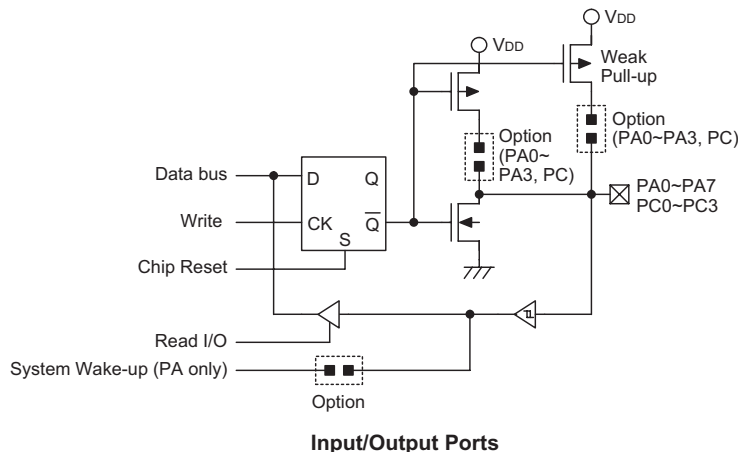 VDD
VDD
Weak
Pull-up
Option
(PA0~
PA3, PC)
Option
(PA0~PA3, PC)
Data bus
D
Q
PA0~PA7
PC0~PC3
Write
CK
Q̅
S
Chip Reset
Read I/O
System Wake-up (PA only)
Option
Input/Output Ports